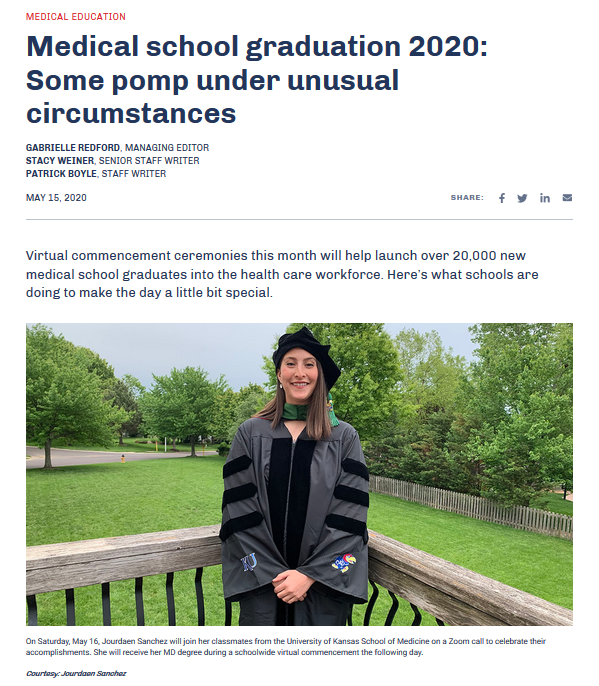 MEDICAL EDUCATION
Medical school graduation 2020:
Some pomp under unusual
circumstances
GABRIELLE REDFORD, MANAGING EDITOR
STACY WEINER, SENIOR STAFF WRITER
PATRICK BOYLE, STAFF WRITER
MAY 15, 2020 SHARE:
Virtual commencement ceremonies this month will help launch over 20,000 new
medical school graduates into the health care workforce. Here's what schools are
doing to make the day a little bit special.
KU
On Saturday, May 16, Jourdaen Sanchez will join her classmates from the University of Kansas School of Medicine on a Zoom call to celebrate their
accomplishments. She will receive her MD degree during a schoolwide virtual commencement the following day.
Courtesy: Jourdaen Sanchez